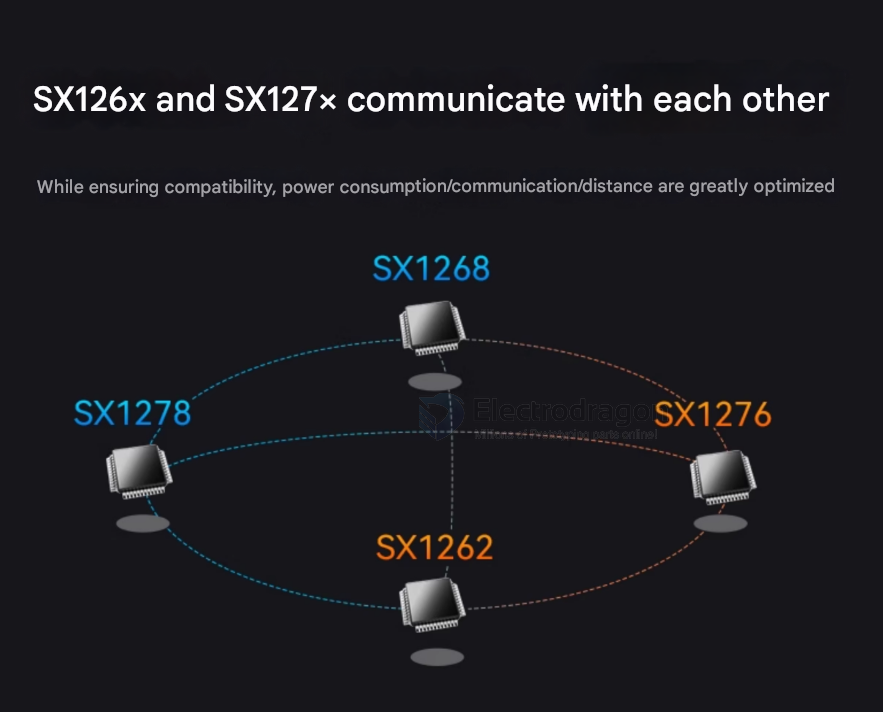 SX126x and SX127× communicate with each other
While ensuring compatibility, power consumption/communication/distance are greatly optimized
SX1268
SX1278
Electrodragon
SX1276
SX1262